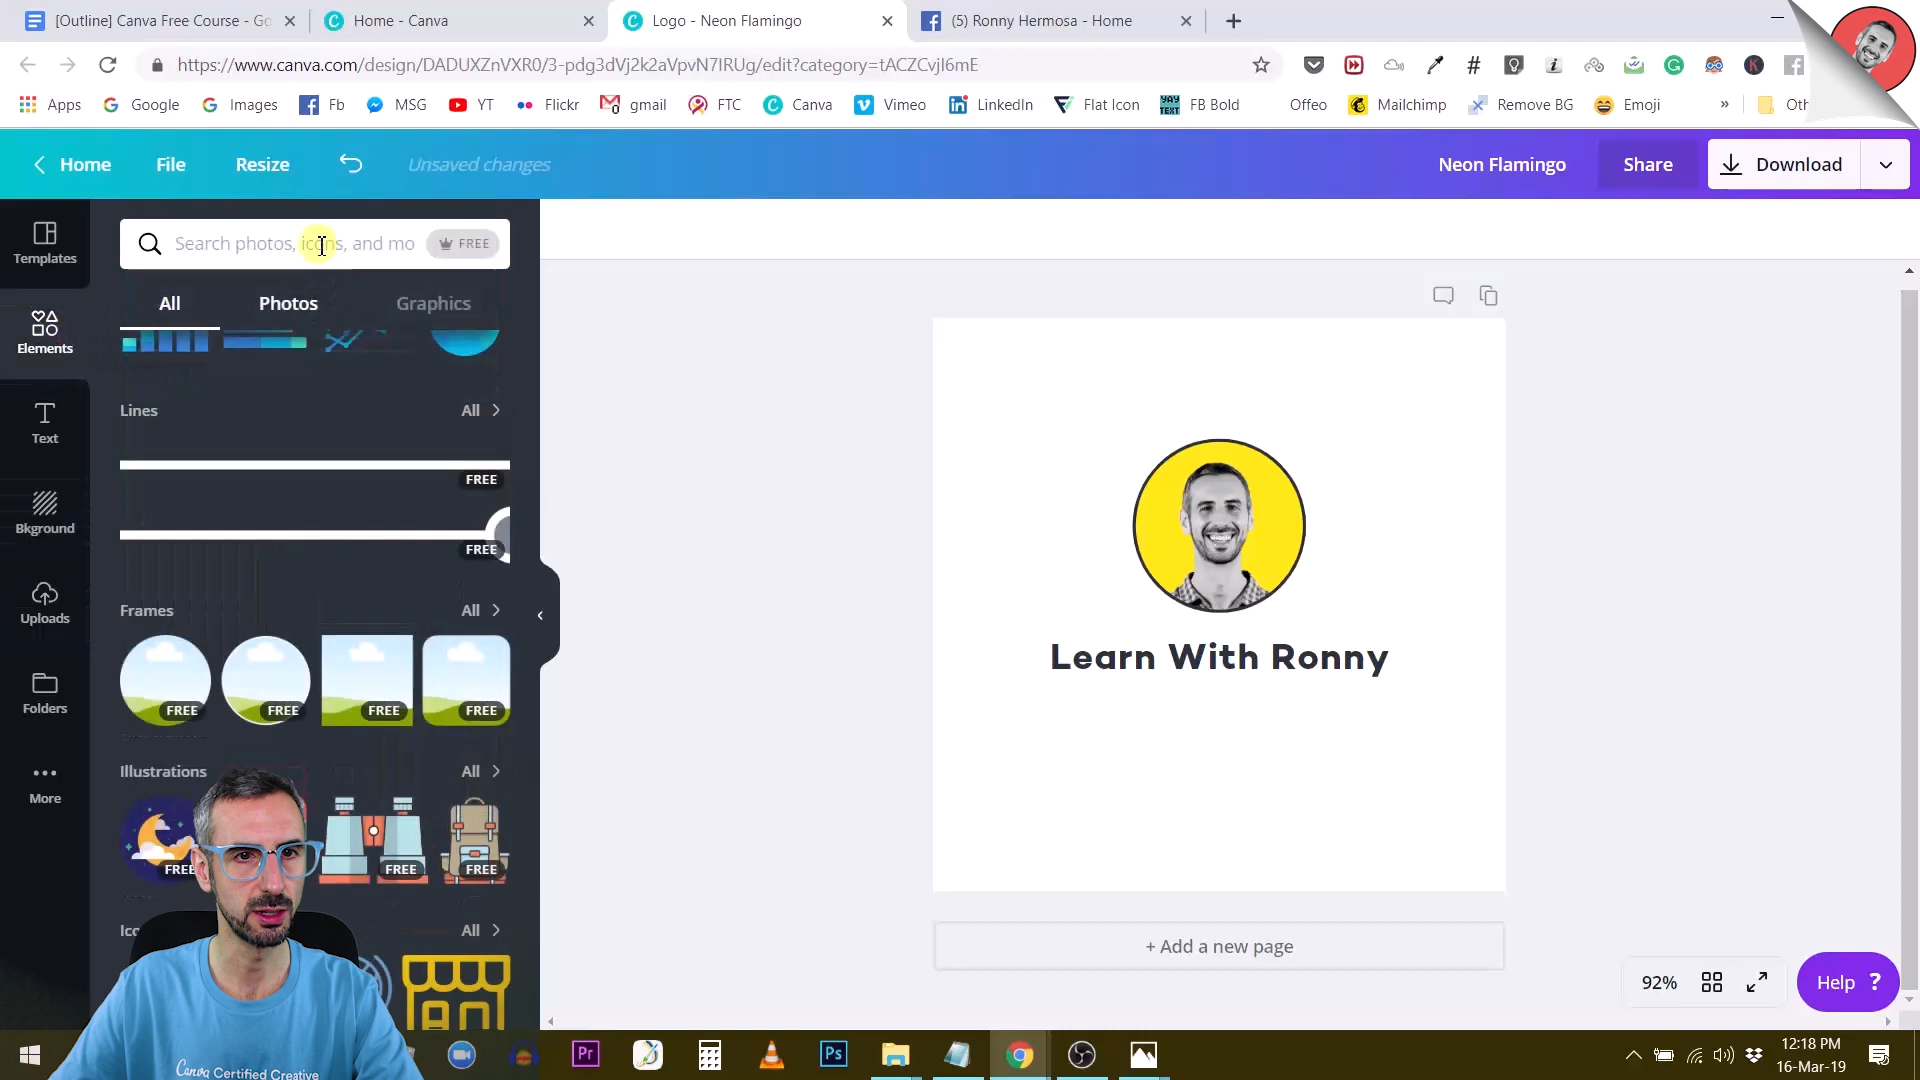 [Outline] Canva Free Course - Go
Home - Canva
Logo - Neon Flamingo
(5) Ronny Hermosa - Home
https://www.canva.com/design/DADUXZnVXR0/3-pdg3dVj2k2aVpvN7IRUg/edit?category=tACZCvjI6mE
Apps
Google
Images
Fb
MSG
YT
Flickr
gmail
FTC
Canva
Vimeo
LinkedIn
Flat Icon
FB Bold
Offeo
Mailchimp
Remove BG
Emoji
»
Home
File
Resize
Unsaved changes
Neon Flamingo
Share
Download
Templates
Elements
Text
Bkground
Uploads
Folders
More
Search photos, icons, and mo
FREE
All
Photos
Graphics
Lines
All
FREE
FREE
Frames
All
FREE
FREE
FREE
FREE
Illustrations
All
FREE
FREE
FREE
All
Learn With Ronny
+ Add a new page
92%
Help ?
Canva Certified Creative
Pr
Ps
12:18 PM
16-Mar-19